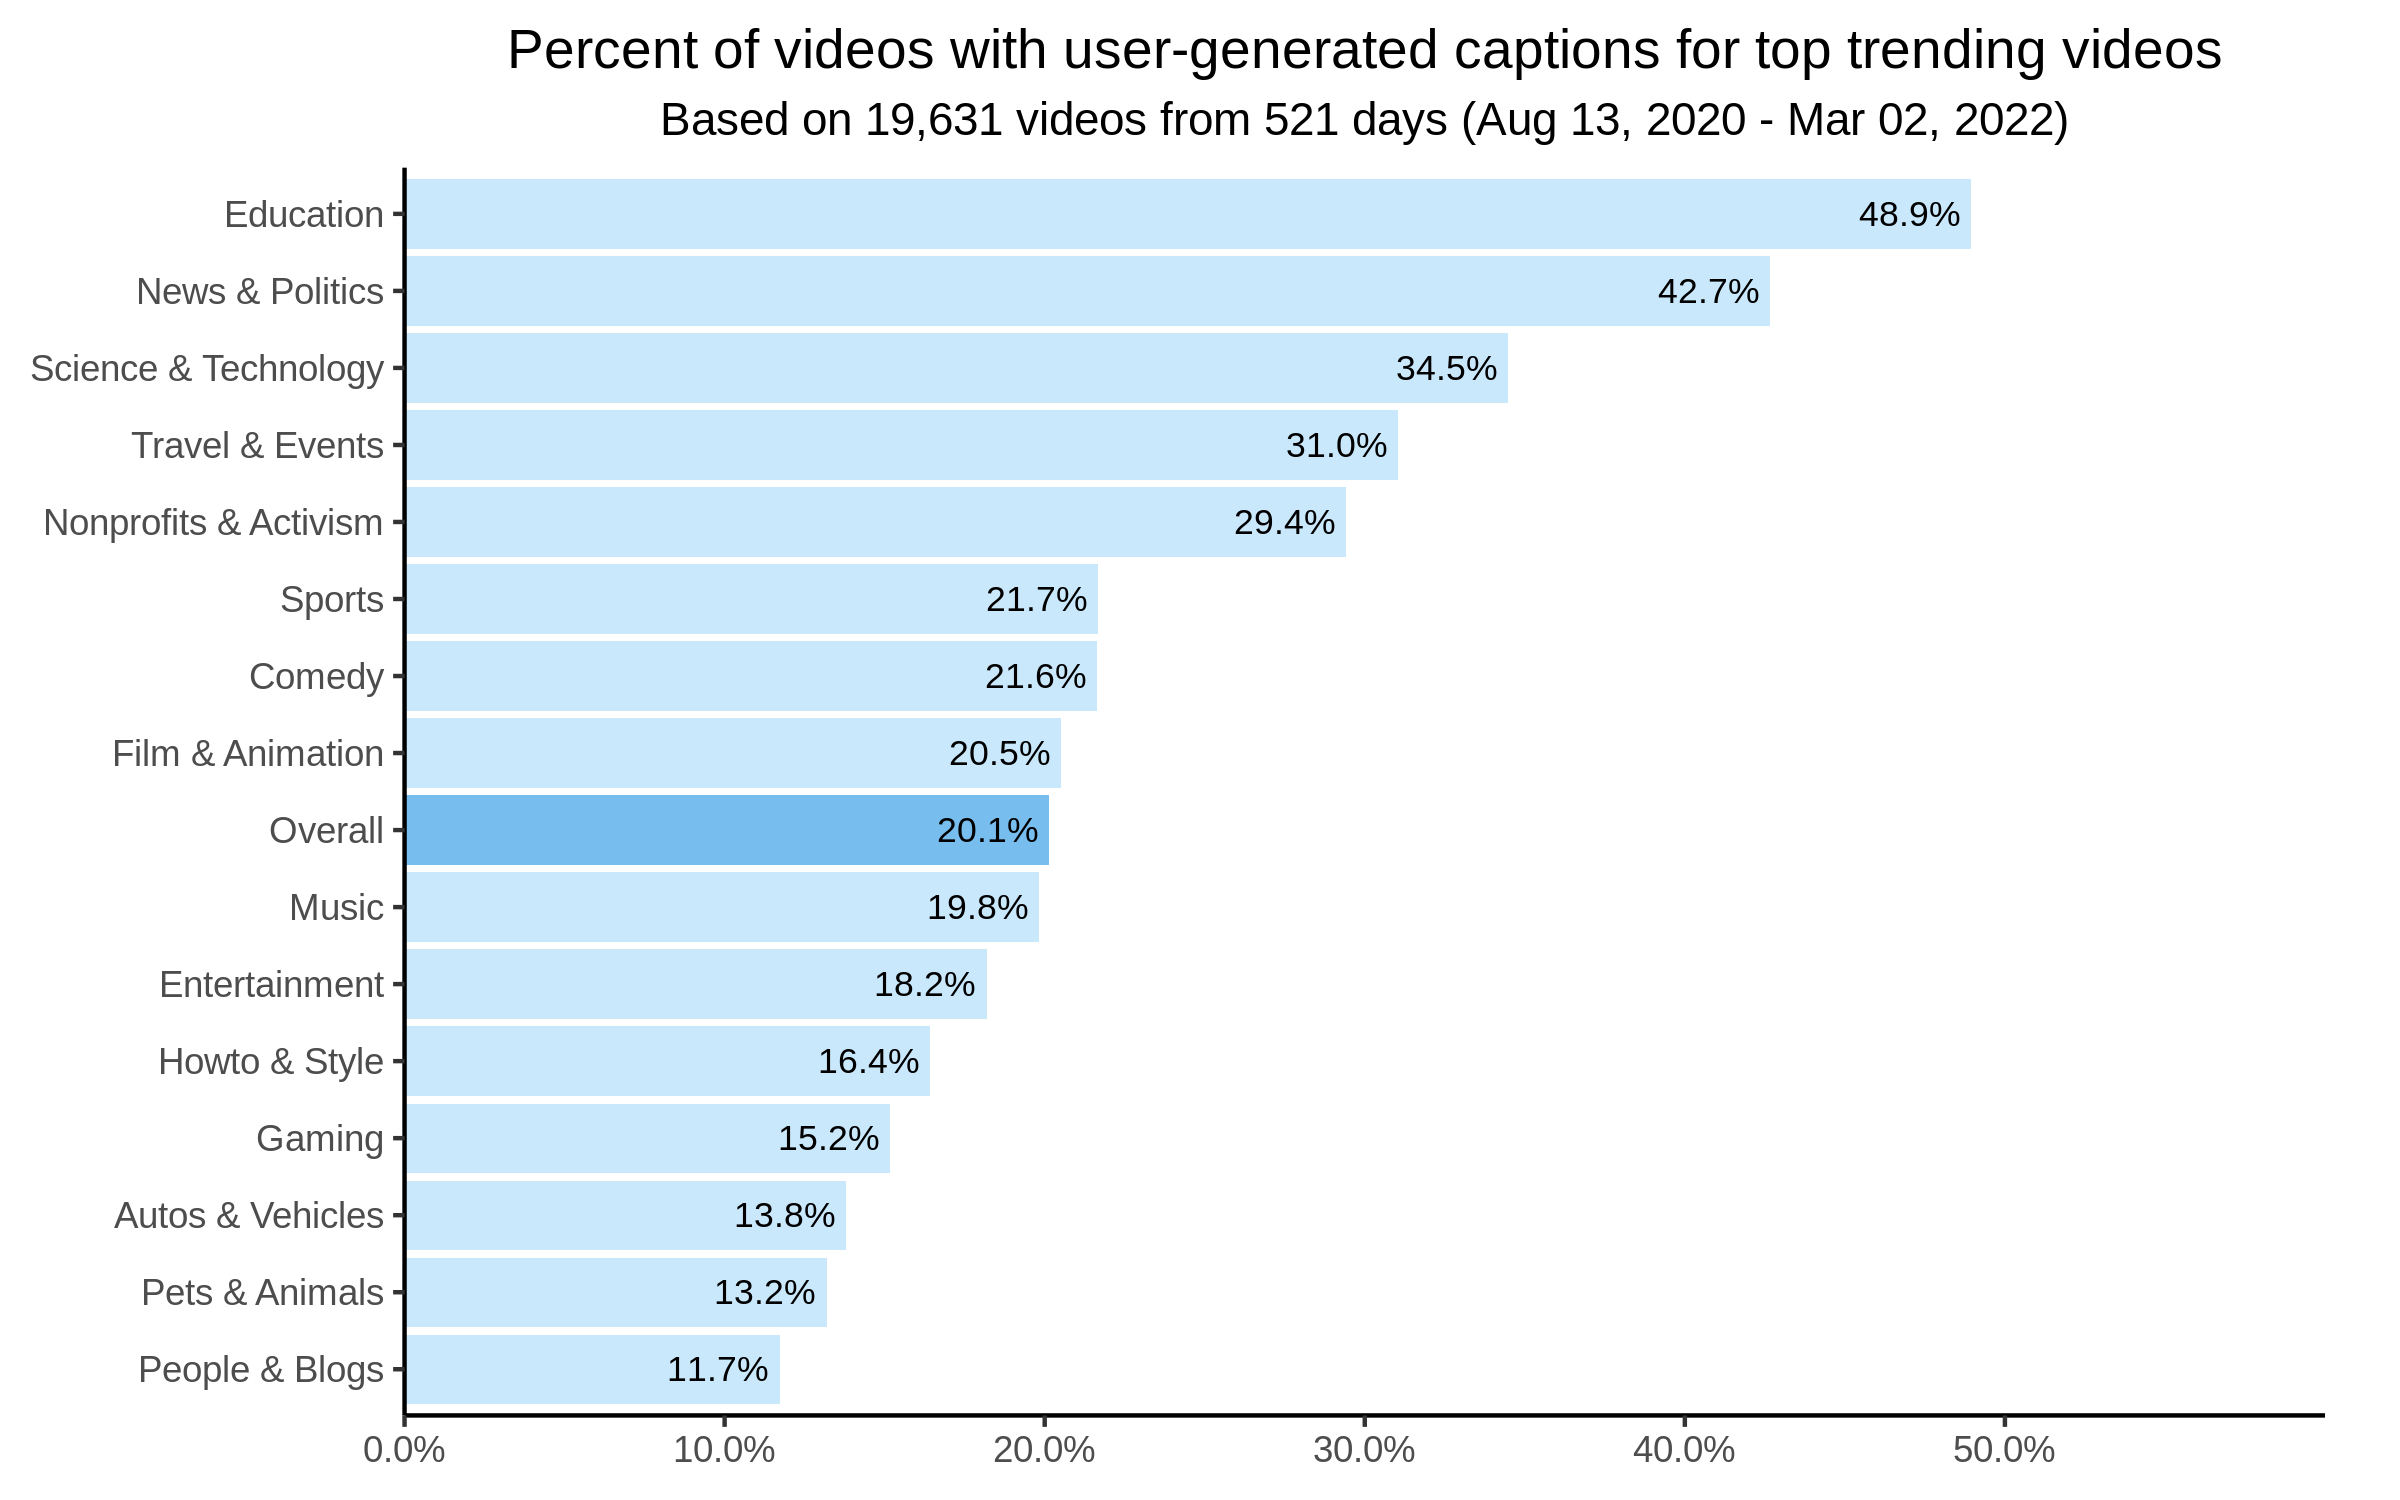 Percent of videos with user-generated captions for top trending videos
Based on 19,631 videos from 521 days (Aug 13, 2020 - Mar 02, 2022)
Education 48.9%
News & Politics 42.7%
Science & Technology 34.5%
Travel & Events 31.0%
Nonprofits & Activism 29.4%
Sports 21.7%
Comedy 21.6%
Film & Animation 20.5%
Overall 20.1%
Music 19.8%
Entertainment 18.2%
Howto & Style 16.4%
Gaming 15.2%
Autos & Vehicles 13.8%
Pets & Animals 13.2%
People & Blogs 11.7%
0.0% 10.0% 20.0% 30.0% 40.0% 50.0%